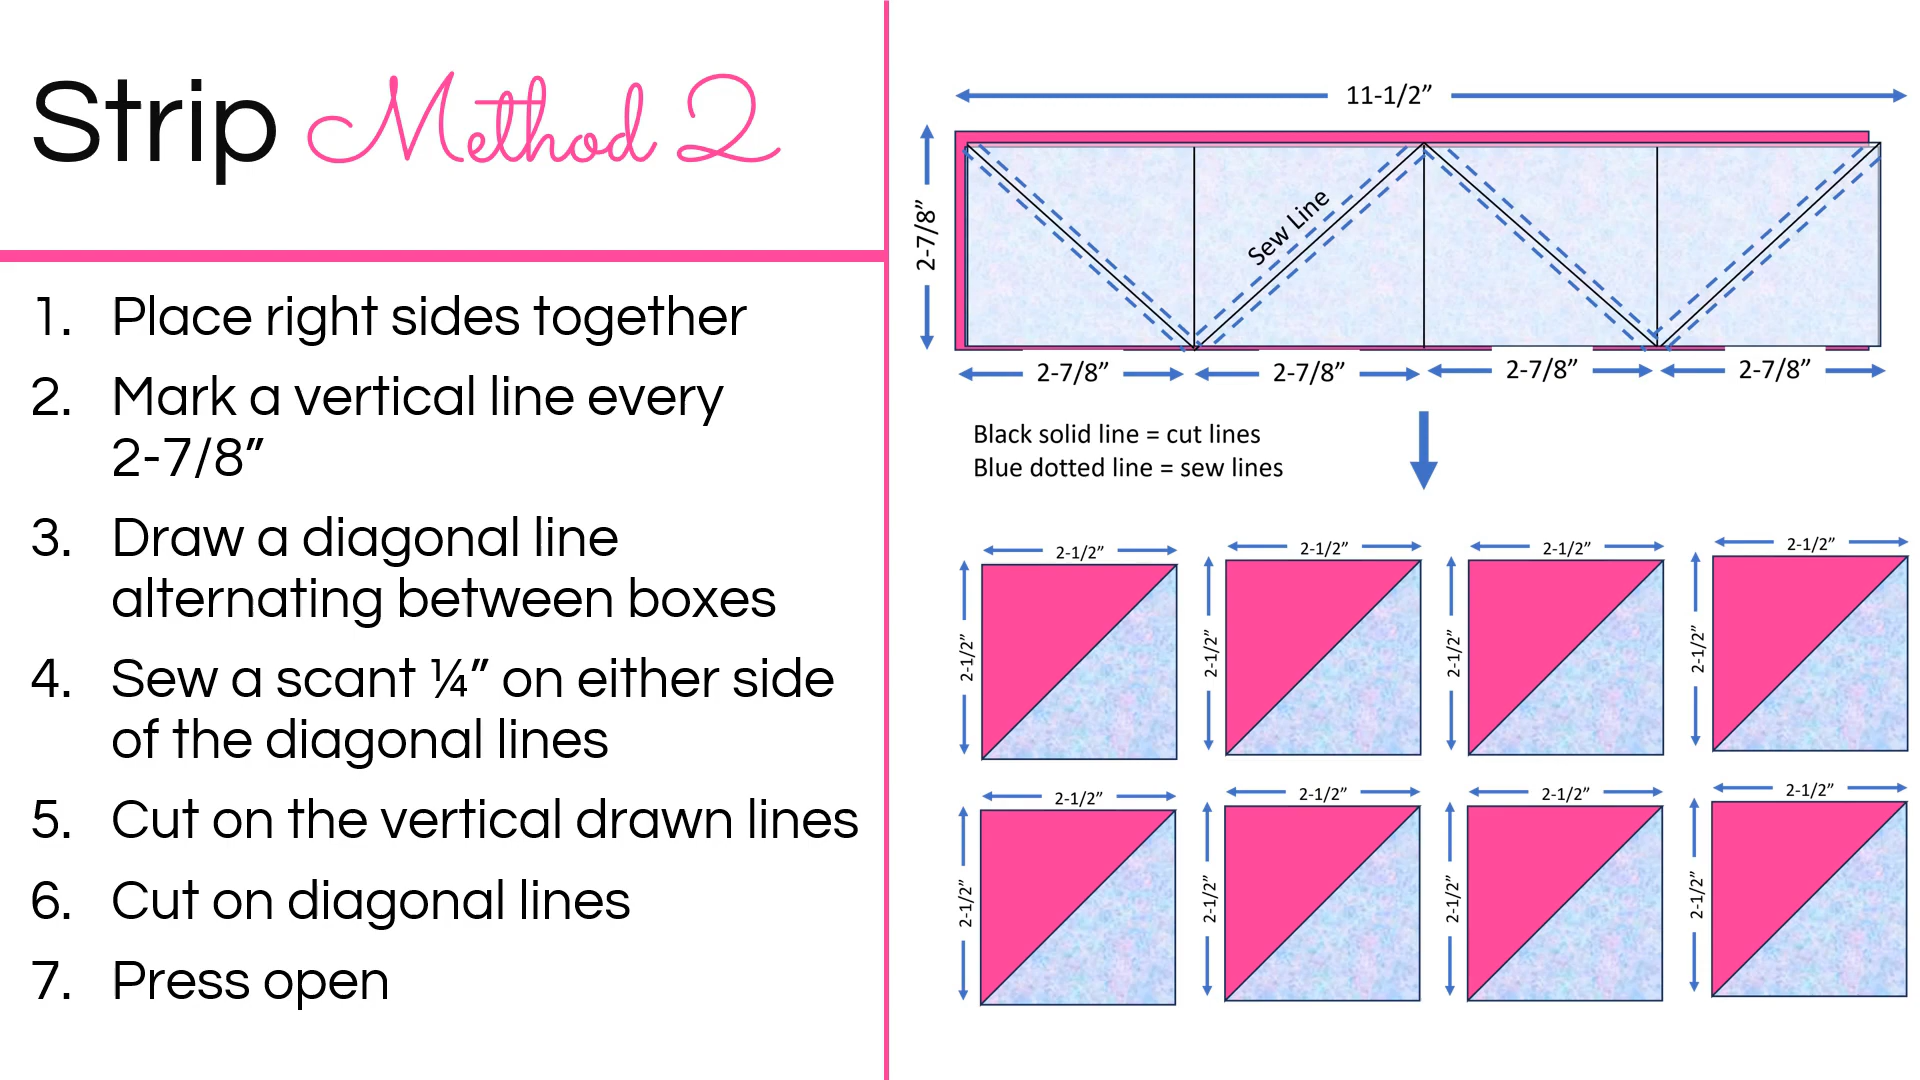 Strip Method 2
1. Place right sides together
2. Mark a vertical line every
2-7/8”
3. Draw a diagonal line
alternating between boxes
4. Sew a scant ¼” on either side
of the diagonal lines
5. Cut on the vertical drawn lines
6. Cut on diagonal lines
7. Press open
11-1/2”
2-7/8”
Sew Line
2-7/8” 2-7/8” 2-7/8” 2-7/8”
Black solid line = cut lines
Blue dotted line = sew lines
2-1/2” 2-1/2” 2-1/2” 2-1/2”
2-1/2” 2-1/2” 2-1/2” 2-1/2”
2-1/2” 2-1/2” 2-1/2” 2-1/2”
2-1/2” 2-1/2” 2-1/2” 2-1/2”